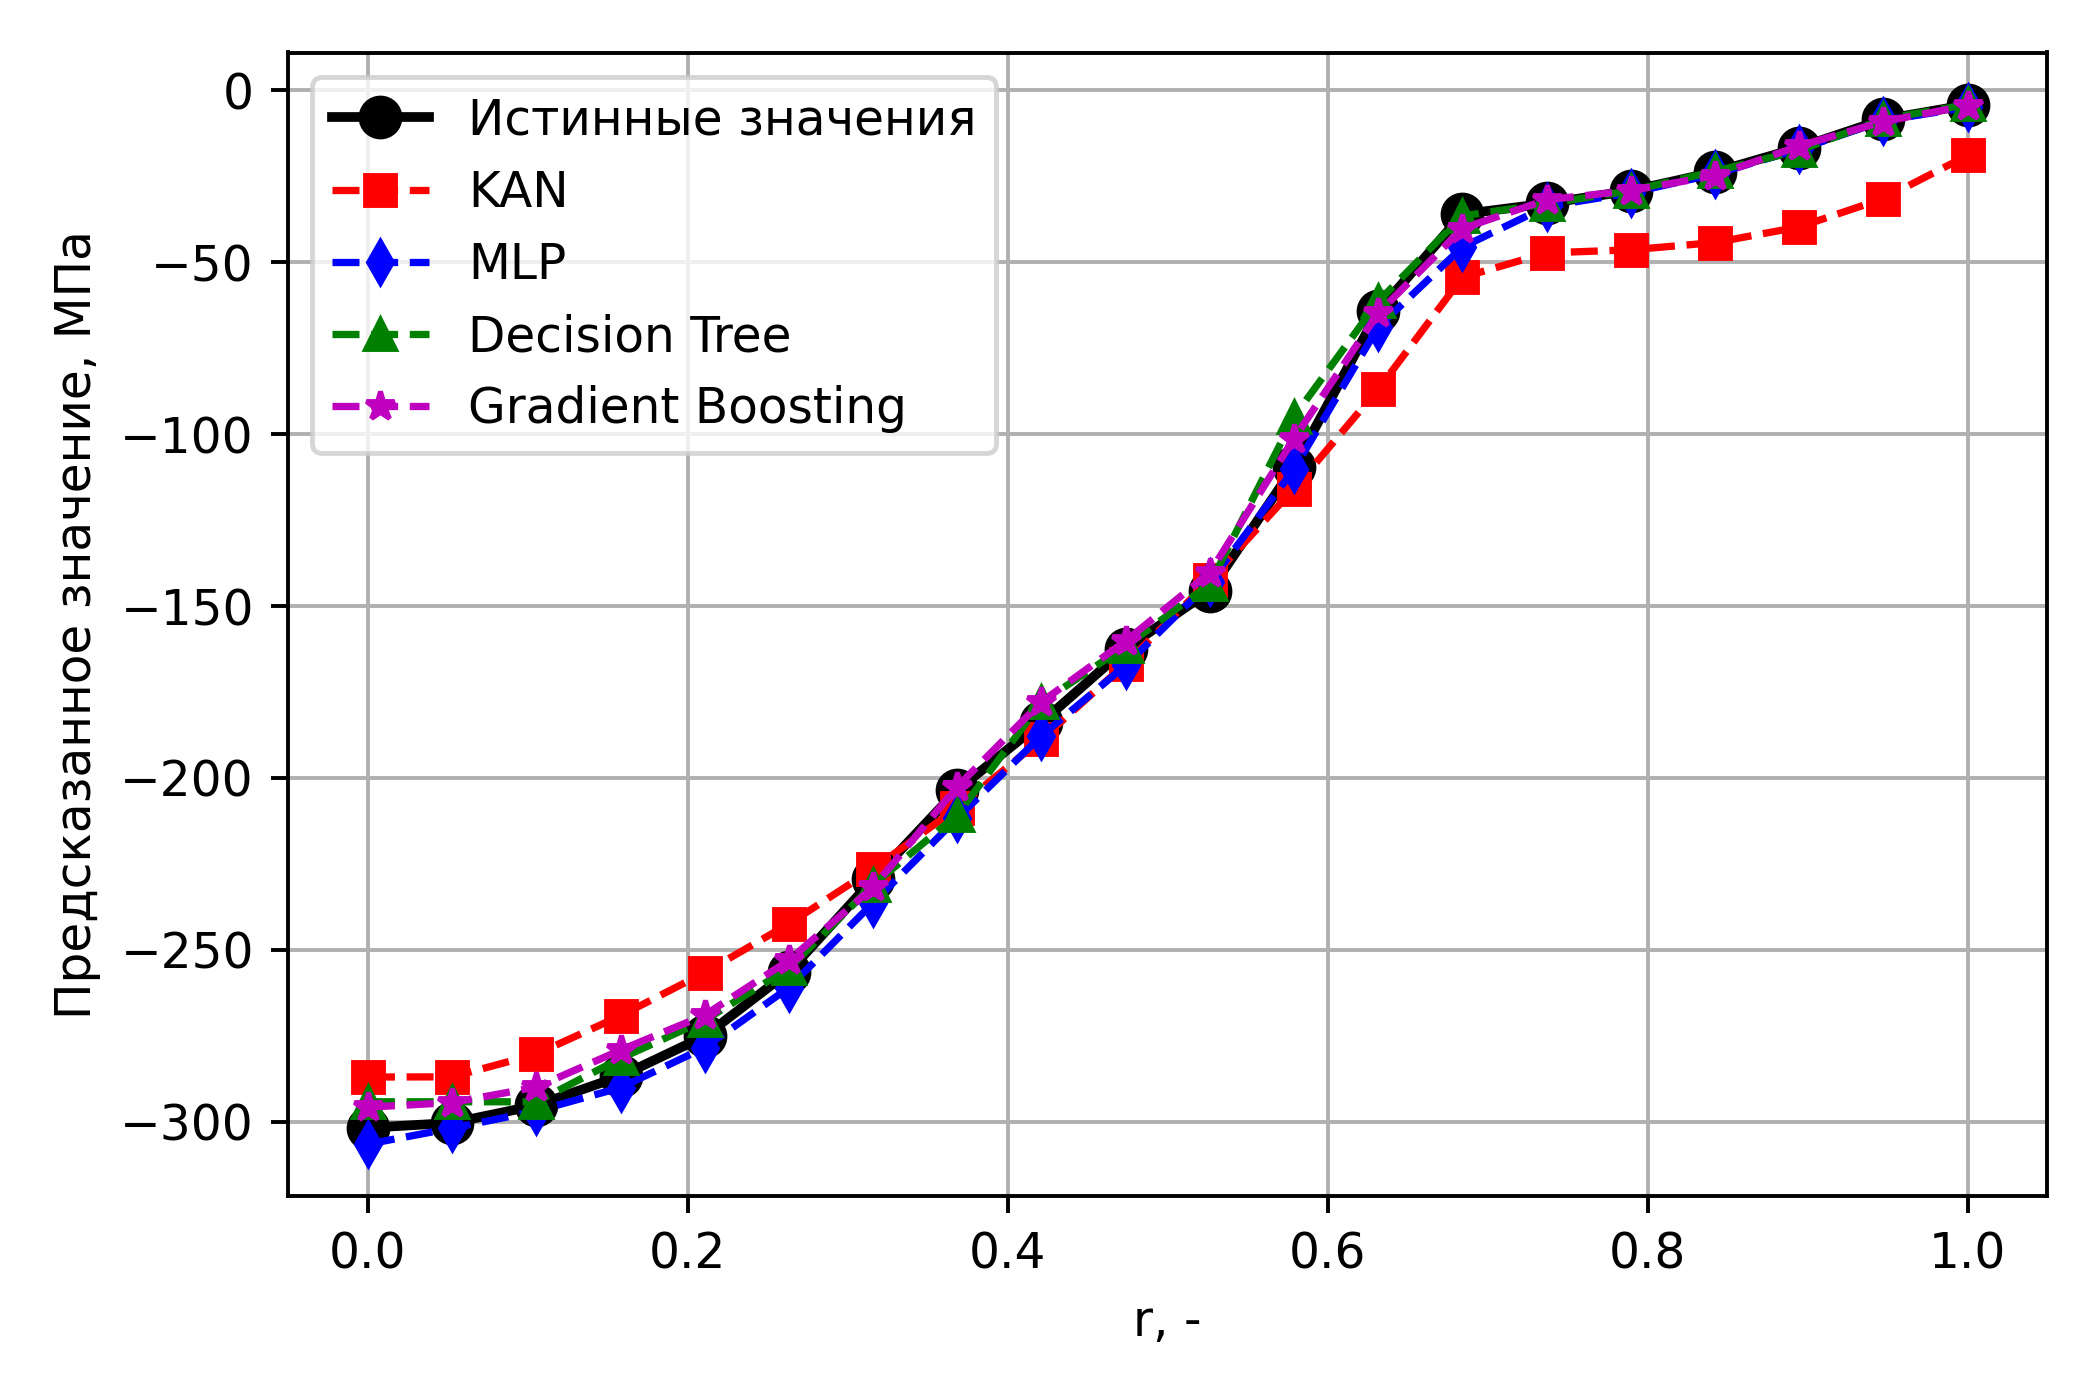 Истинные значения
KAN
MLP
Decision Tree
Gradient Boosting
Предсказанное значение, МПа
0
−50
−100
−150
−200
−250
−300
0.0 0.2 0.4 0.6 0.8 1.0
r, -